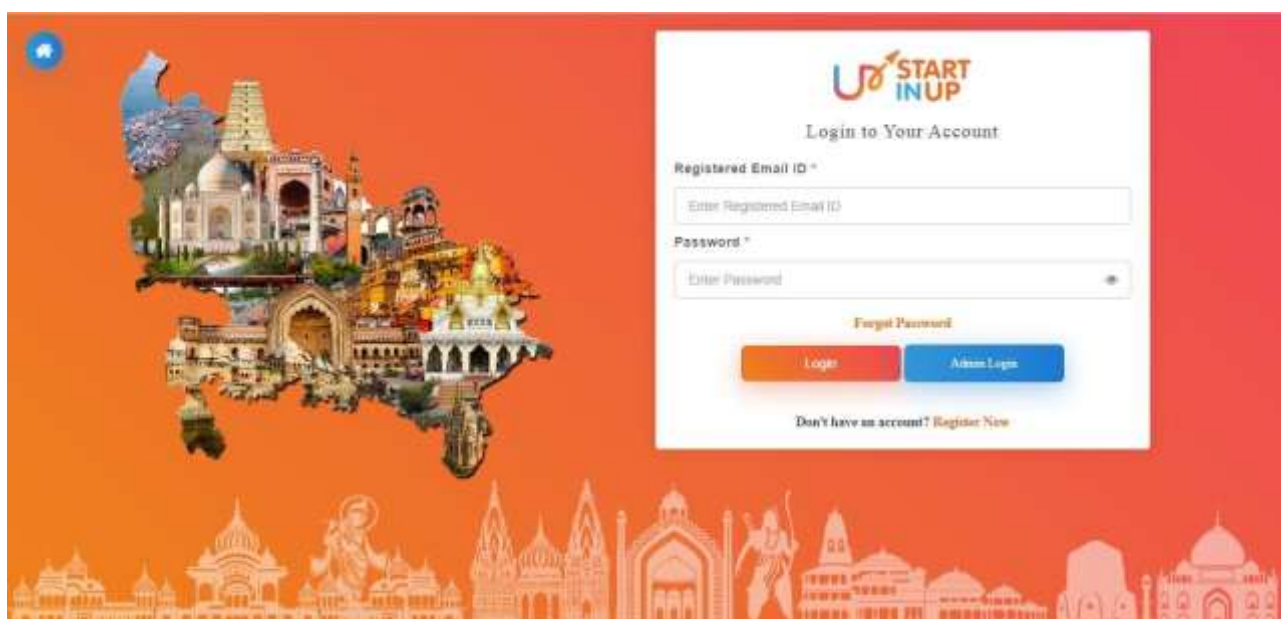 START
INUP
Login to Your Account
Registered Email ID *
Enter Registered Email ID
Password *
Enter Password
Forgot Password
Login Admin Login
Don't have an account? Register Now